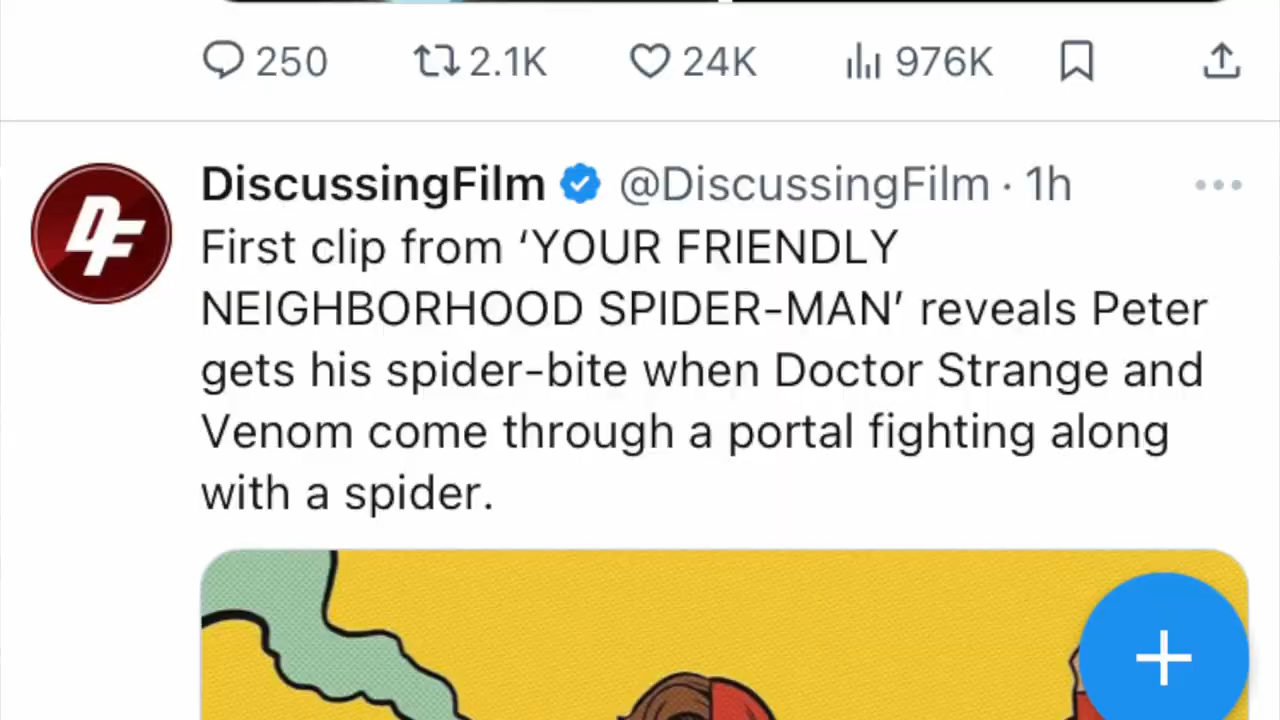 250 2.1K 24K 976K
DiscussingFilm @DiscussingFilm · 1h
First clip from ‘YOUR FRIENDLY
NEIGHBORHOOD SPIDER-MAN’ reveals Peter
gets his spider-bite when Doctor Strange and
Venom come through a portal fighting along
with a spider.
DF